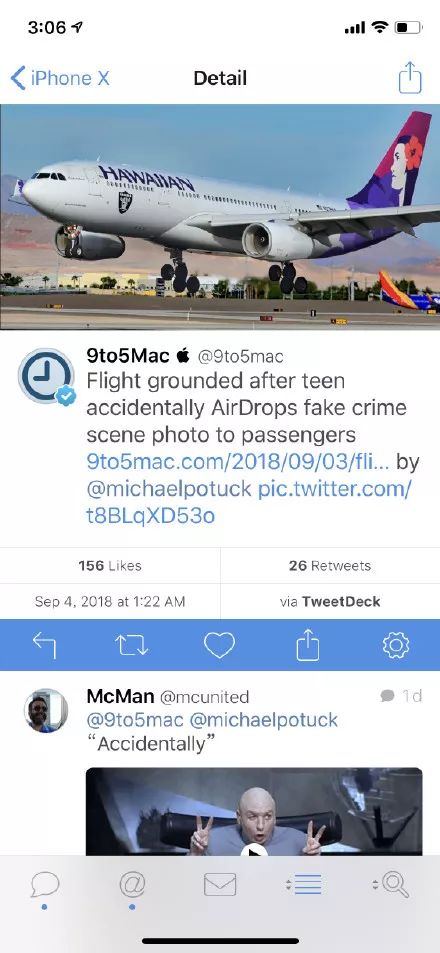 3:06
iPhone X
Detail
HAWAIIAN
RAIDERS
9to5Mac @9to5mac
Flight grounded after teen
accidentally AirDrops fake crime
scene photo to passengers
9to5mac.com/2018/09/03/fli... by
@michaelpotuck pic.twitter.com/
t8BLqXD53o
156 Likes
26 Retweets
Sep 4, 2018 at 1:22 AM
via TweetDeck
McMan @mcunited
1d
@9to5mac @michaelpotuck
“Accidentally”